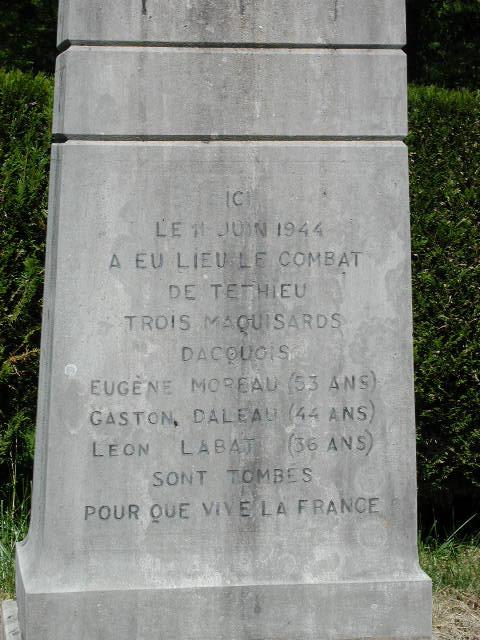 ICI
LE 11 JUIN 1944
A EU LIEU LE COMBAT
DE TETHIEU
TROIS MAQUISARDS
DACQUOIS
EUGÈNE MOREAU (53 ANS)
GASTON DALEAU (44 ANS)
LÉON LABAT (36 ANS)
SONT TOMBES
POUR QUE VIVE LA FRANCE